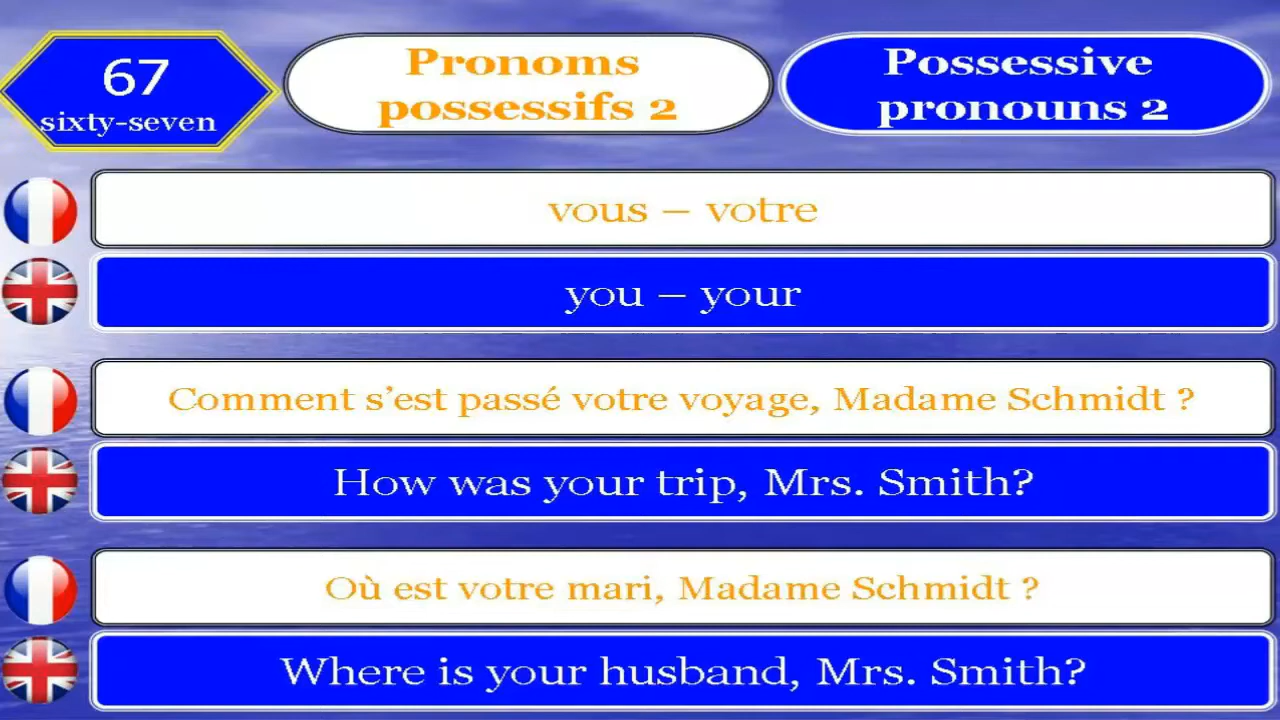 67
sixty-seven
Pronoms
possessifs 2
Possessive
pronouns 2
vous – votre
you – your
Comment s’est passé votre voyage, Madame Schmidt ?
How was your trip, Mrs. Smith?
Où est votre mari, Madame Schmidt ?
Where is your husband, Mrs. Smith?